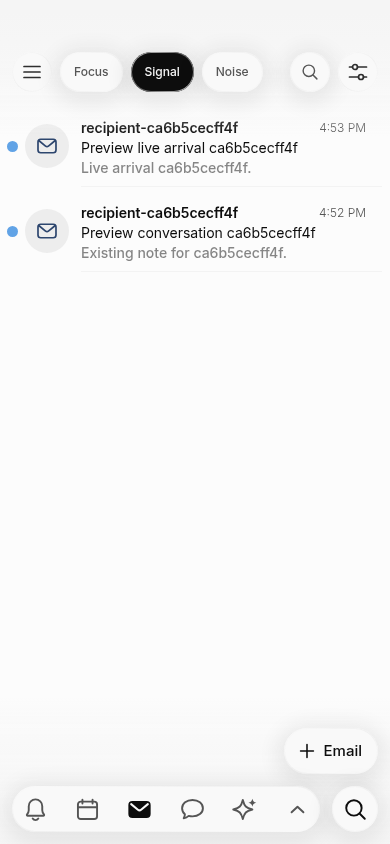 Focus
Signal
Noise
recipient-ca6b5cecff4f
4:53 PM
Preview live arrival ca6b5cecff4f
Live arrival ca6b5cecff4f.
recipient-ca6b5cecff4f
4:52 PM
Preview conversation ca6b5cecff4f
Existing note for ca6b5cecff4f.
Email